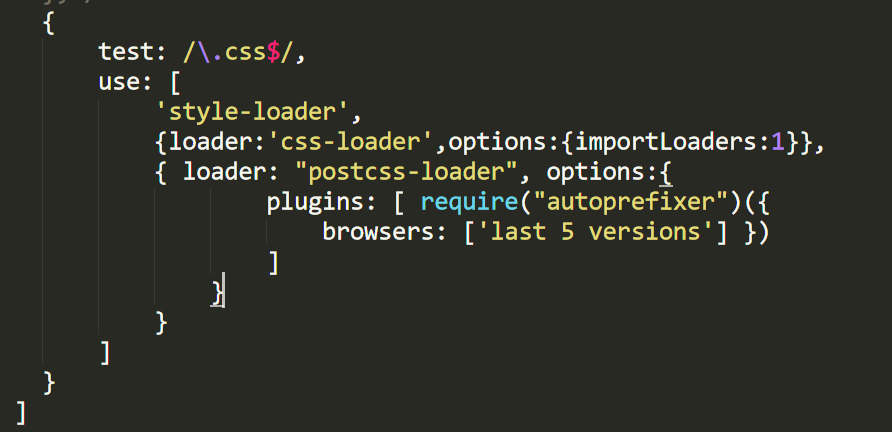 {
test: /\.css$/,
use: [
'style-loader',
{loader:'css-loader',options:{importLoaders:1}},
{ loader: "postcss-loader", options:{
plugins: [ require("autoprefixer")({
browsers: ['last 5 versions'] })
]
}
}
]
}
]